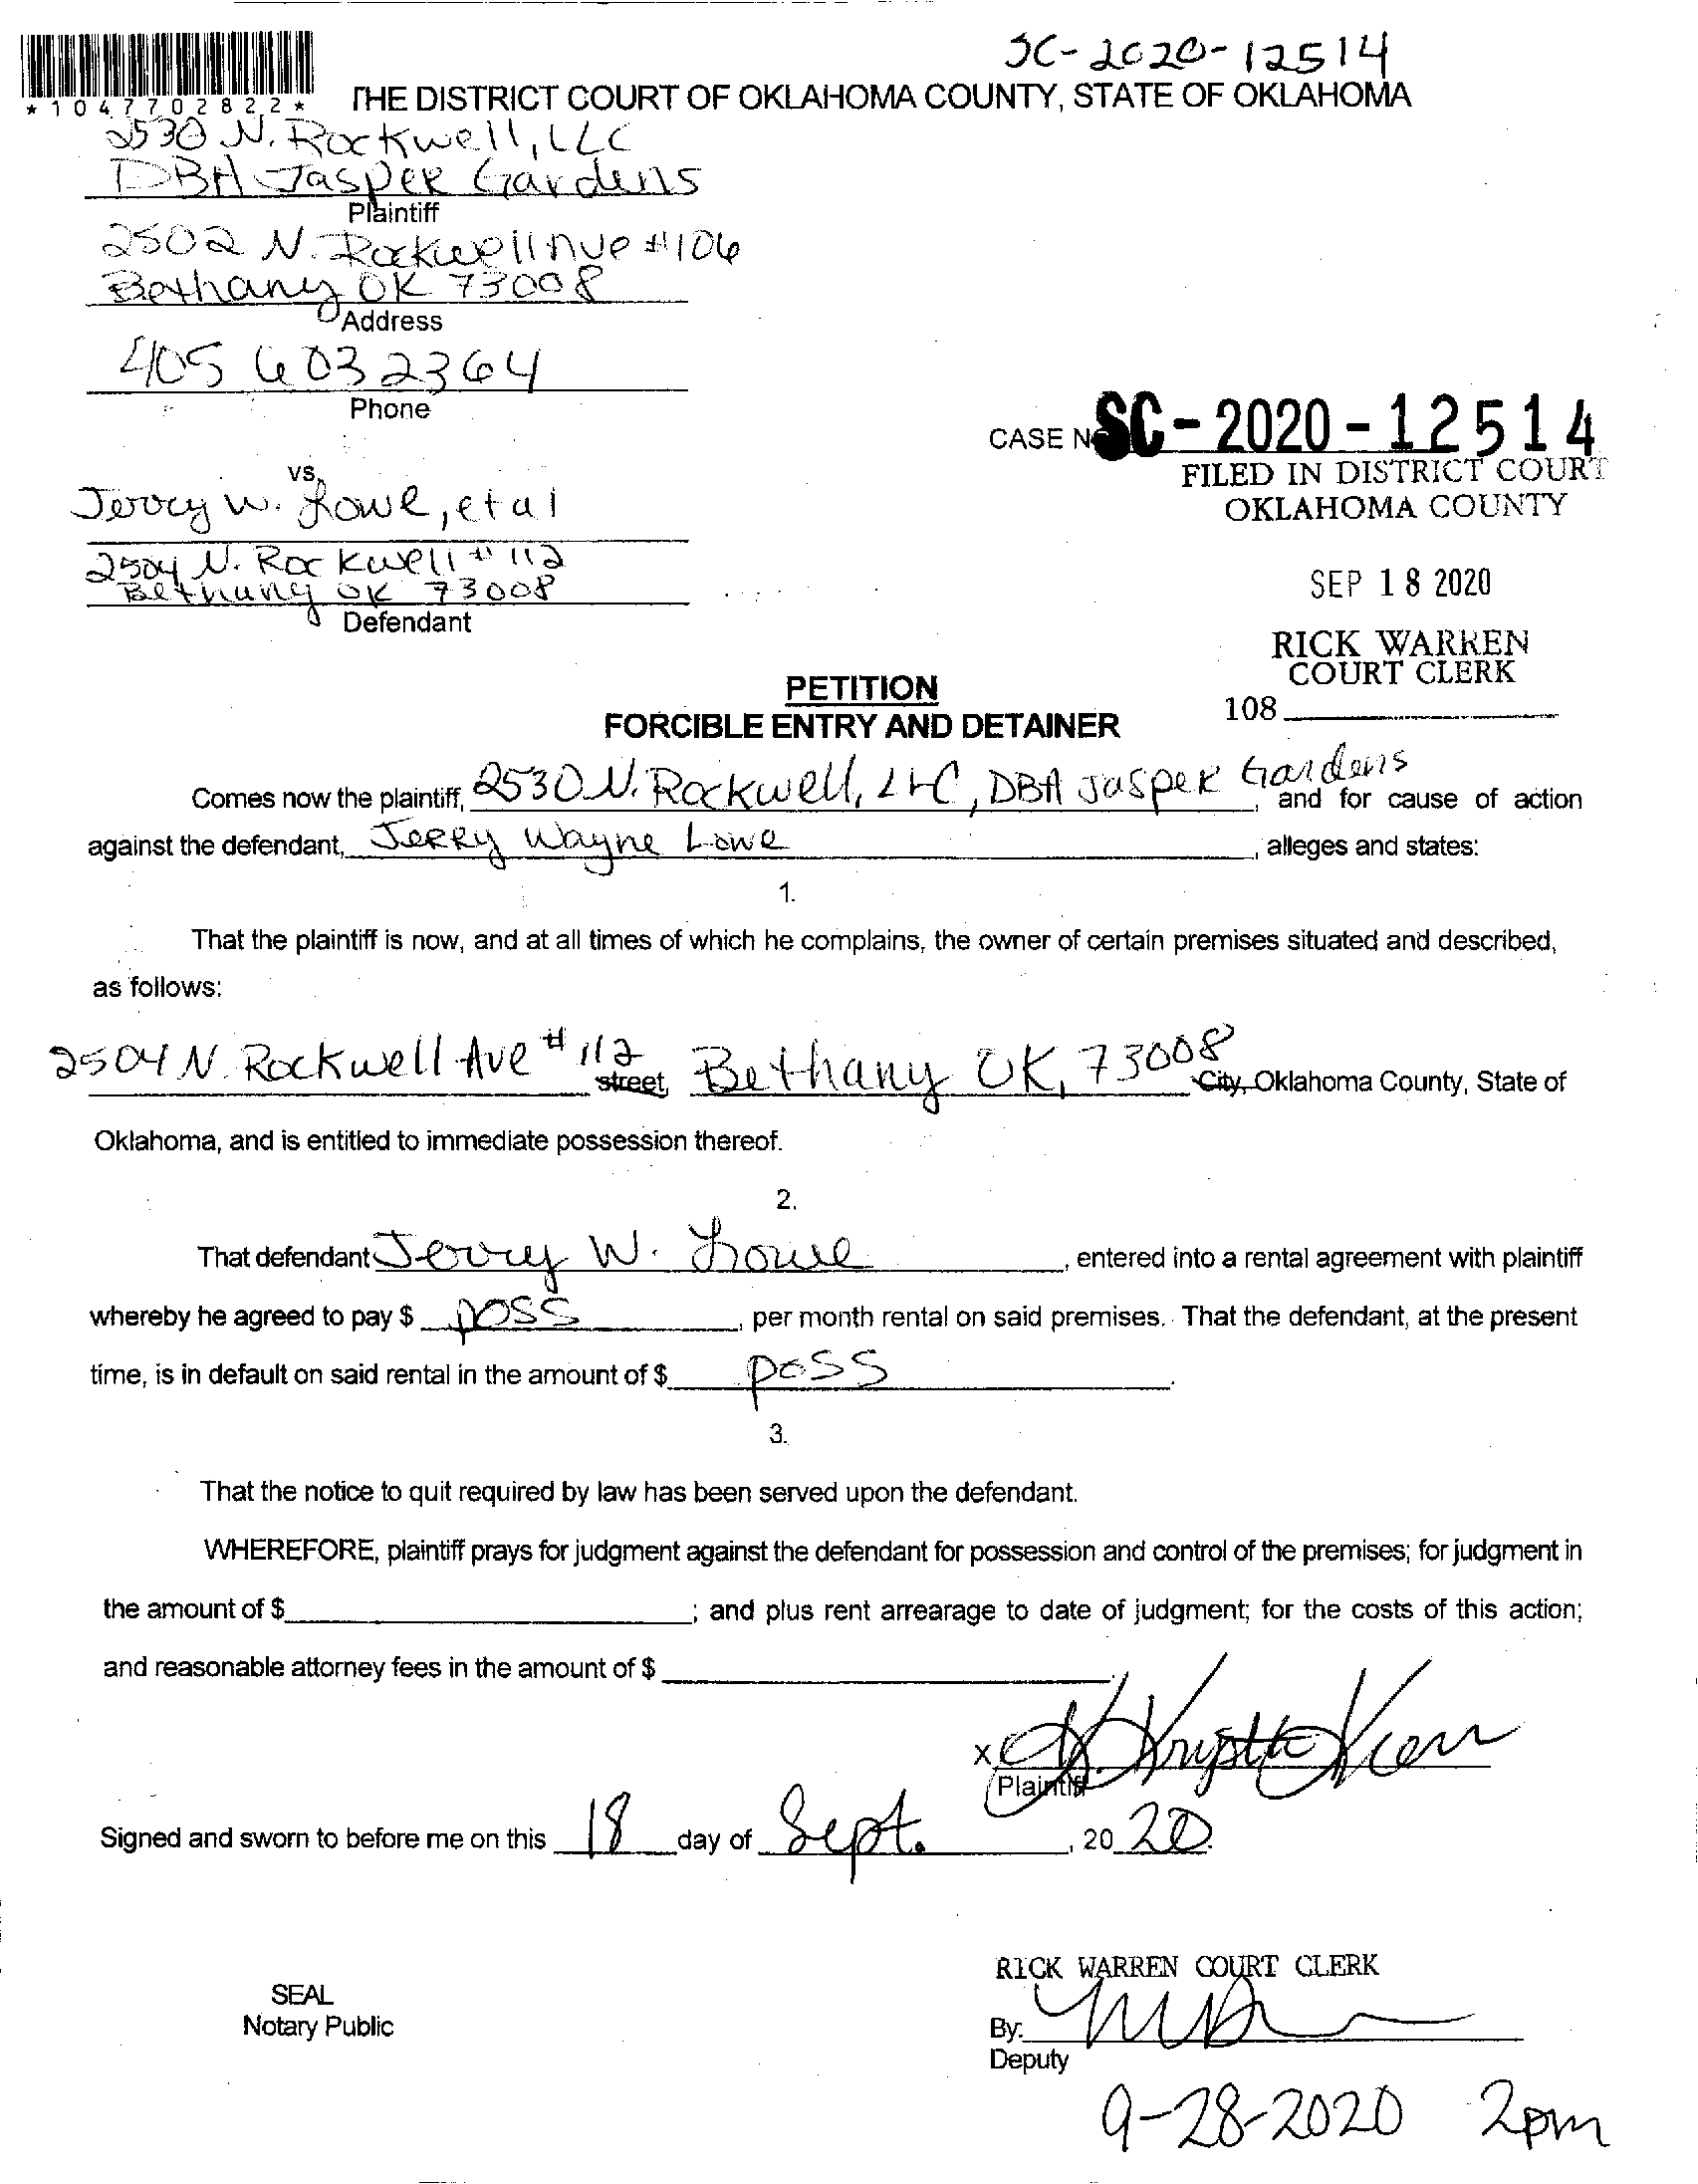 SC-2020-12514
*1047702822*
THE DISTRICT COURT OF OKLAHOMA COUNTY, STATE OF OKLAHOMA
2530 N. Rockwell, LLC
DBA Jasper Gardens
Plaintiff
2502 N. Rockwell Ave #106
Bethany OK 73008
Address
405 603 2364
Phone
CASE NO. SC-2020-12514
FILED IN DISTRICT COURT
OKLAHOMA COUNTY
vs.
Jerry W. Lowe, et al
2504 N. Rockwell # 112
Bethany OK 73008
Defendant
SEP 18 2020
RICK WARREN
COURT CLERK
108
PETITION
FORCIBLE ENTRY AND DETAINER
Comes now the plaintiff, 2530 N. Rockwell, LLC, DBA Jasper Gardens, and for cause of action
against the defendant, Jerry Wayne Lowe, alleges and states:
1.
That the plaintiff is now, and at all times of which he complains, the owner of certain premises situated and described,
as follows:
2504 N. Rockwell Ave # 112 street, Bethany OK, 73008 City, Oklahoma County, State of
Oklahoma, and is entitled to immediate possession thereof.
2.
That defendant Jerry W. Lowe, entered into a rental agreement with plaintiff
whereby he agreed to pay $ poss, per month rental on said premises. That the defendant, at the present
time, is in default on said rental in the amount of $ poss.
3.
That the notice to quit required by law has been served upon the defendant.
WHEREFORE, plaintiff prays for judgment against the defendant for possession and control of the premises; for judgment in
the amount of $ ; and plus rent arrearage to date of judgment; for the costs of this action;
and reasonable attorney fees in the amount of $ .
x
Plaintiff
Signed and sworn to before me on this 18 day of Sept., 20 20.
RICK WARREN COURT CLERK
SEAL
Notary Public
By:
Deputy
9-28-2020 2pm